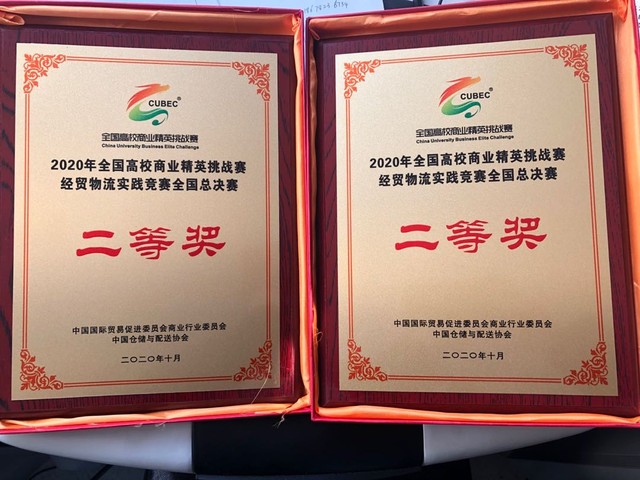 CUBEC®
全国高校商业精英挑战赛
China University Business Elite Challenge
2020年全国高校商业精英挑战赛
经贸物流实践竞赛全国总决赛
二等奖
中国国际贸易促进委员会商业行业委员会
中国仓储与配送协会
二〇二〇年十月
CUBEC®
全国高校商业精英挑战赛
China University Business Elite Challenge
2020年全国高校商业精英挑战赛
经贸物流实践竞赛全国总决赛
二等奖
中国国际贸易促进委员会商业行业委员会
中国仓储与配送协会
二〇二〇年十月